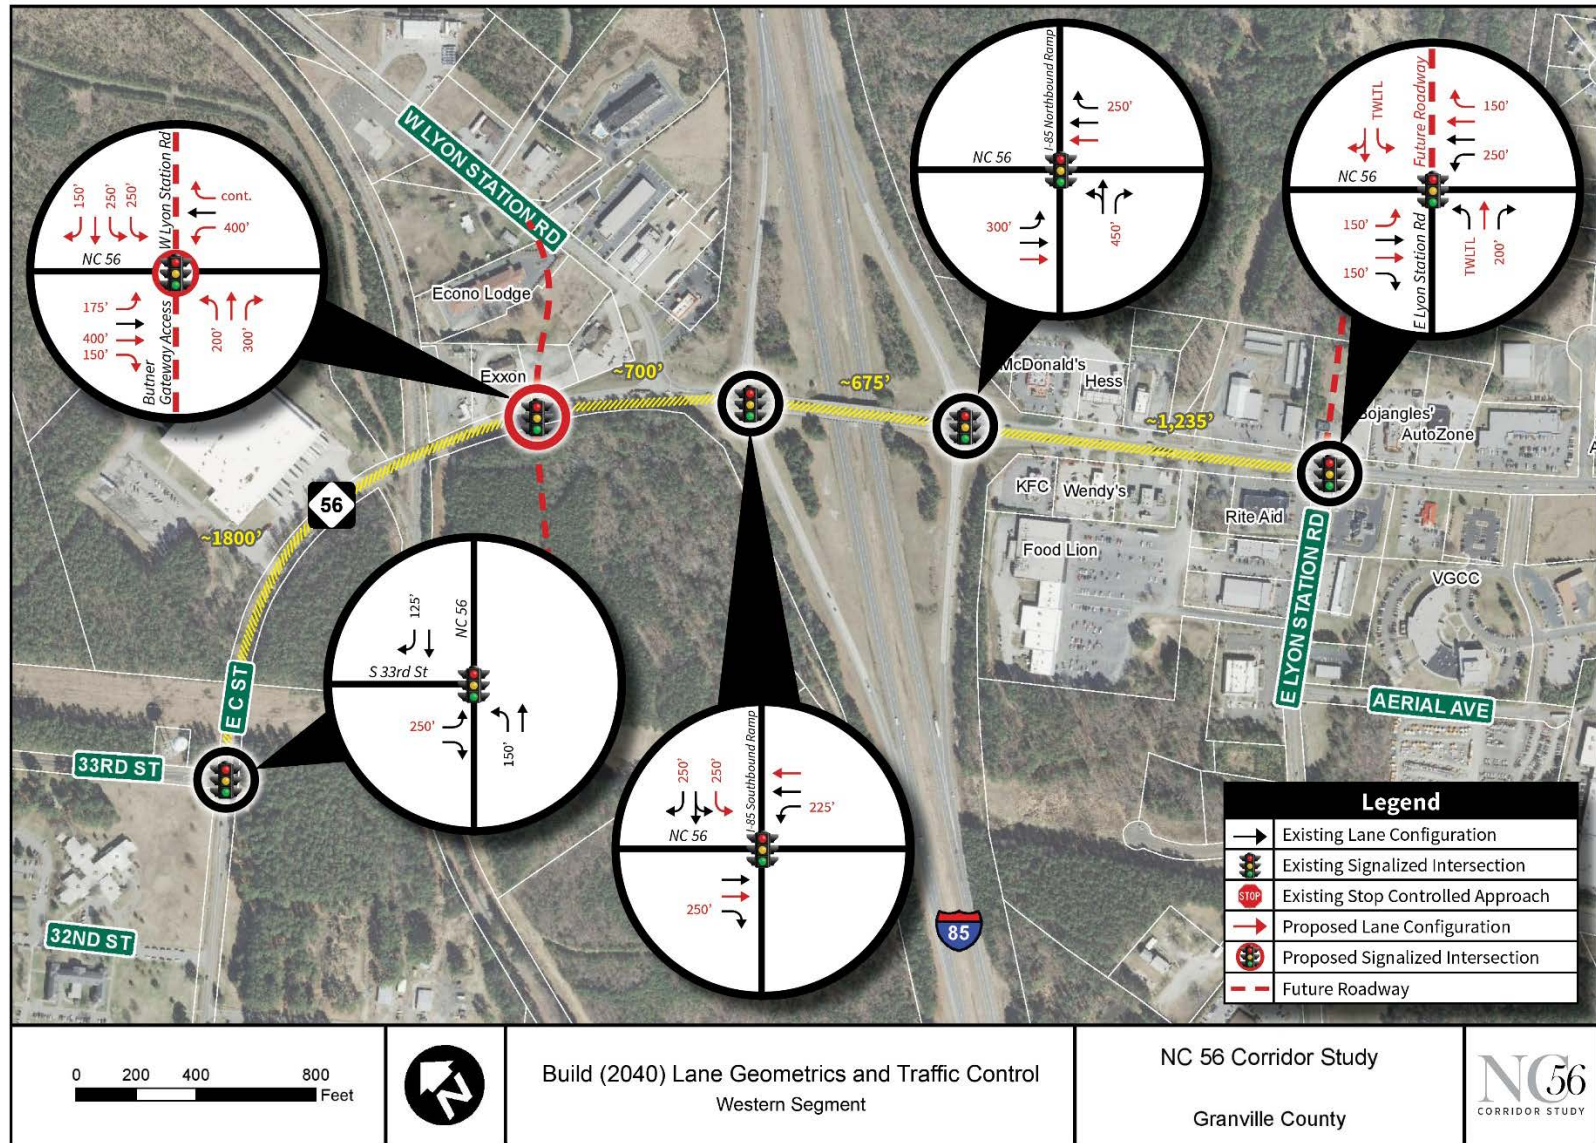 W Lyon Station Rd
150'
250'
250'
cont.
400'
NC 56
175'
400'
150'
200'
300'
Butner
Gateway Access
I-85 Northbound Ramp
250'
NC 56
300'
450'
TWLTL
Future Roadway
150'
250'
NC 56
150'
150'
E Lyon Station Rd
TWLTL
200'
W LYON STATION RD
Econo Lodge
Exxon
~700'
~675'
McDonald's
Hess
~1,235'
Bojangles'
AutoZone
KFC
Wendy's
Rite Aid
Food Lion
VGCC
56
~1800'
E C ST
33RD ST
32ND ST
E LYON STATION RD
AERIAL AVE
125'
NC 56
S 33rd St
250'
150'
250'
250'
I-85 Southbound Ramp
225'
NC 56
250'
85
Legend
Existing Lane Configuration
Existing Signalized Intersection
STOP
Existing Stop Controlled Approach
Proposed Lane Configuration
Proposed Signalized Intersection
Future Roadway
0 200 400 800
Feet
N
Build (2040) Lane Geometrics and Traffic Control
Western Segment
NC 56 Corridor Study
Granville County
NC56
CORRIDOR STUDY